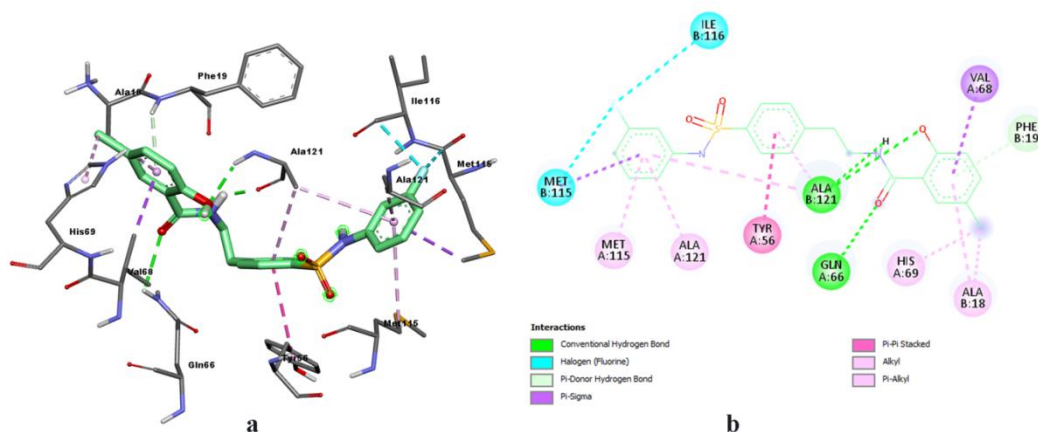 Phe19
Ala18
Ile116
Ala121
Met115
Ala121
His69
Val68
Gln66
Met115
Tyr56
a
ILE
B:116
VAL
A:68
PHE
B:19
O
O
S
N
H
N
O
O
MET
B:115
ALA
B:121
TYR
A:56
MET
A:115
ALA
A:121
GLN
A:66
HIS
A:69
ALA
B:18
Interactions
Conventional Hydrogen Bond
Halogen (Fluorine)
Pi-Donor Hydrogen Bond
Pi-Sigma
Pi-Pi Stacked
Alkyl
Pi-Alkyl
b